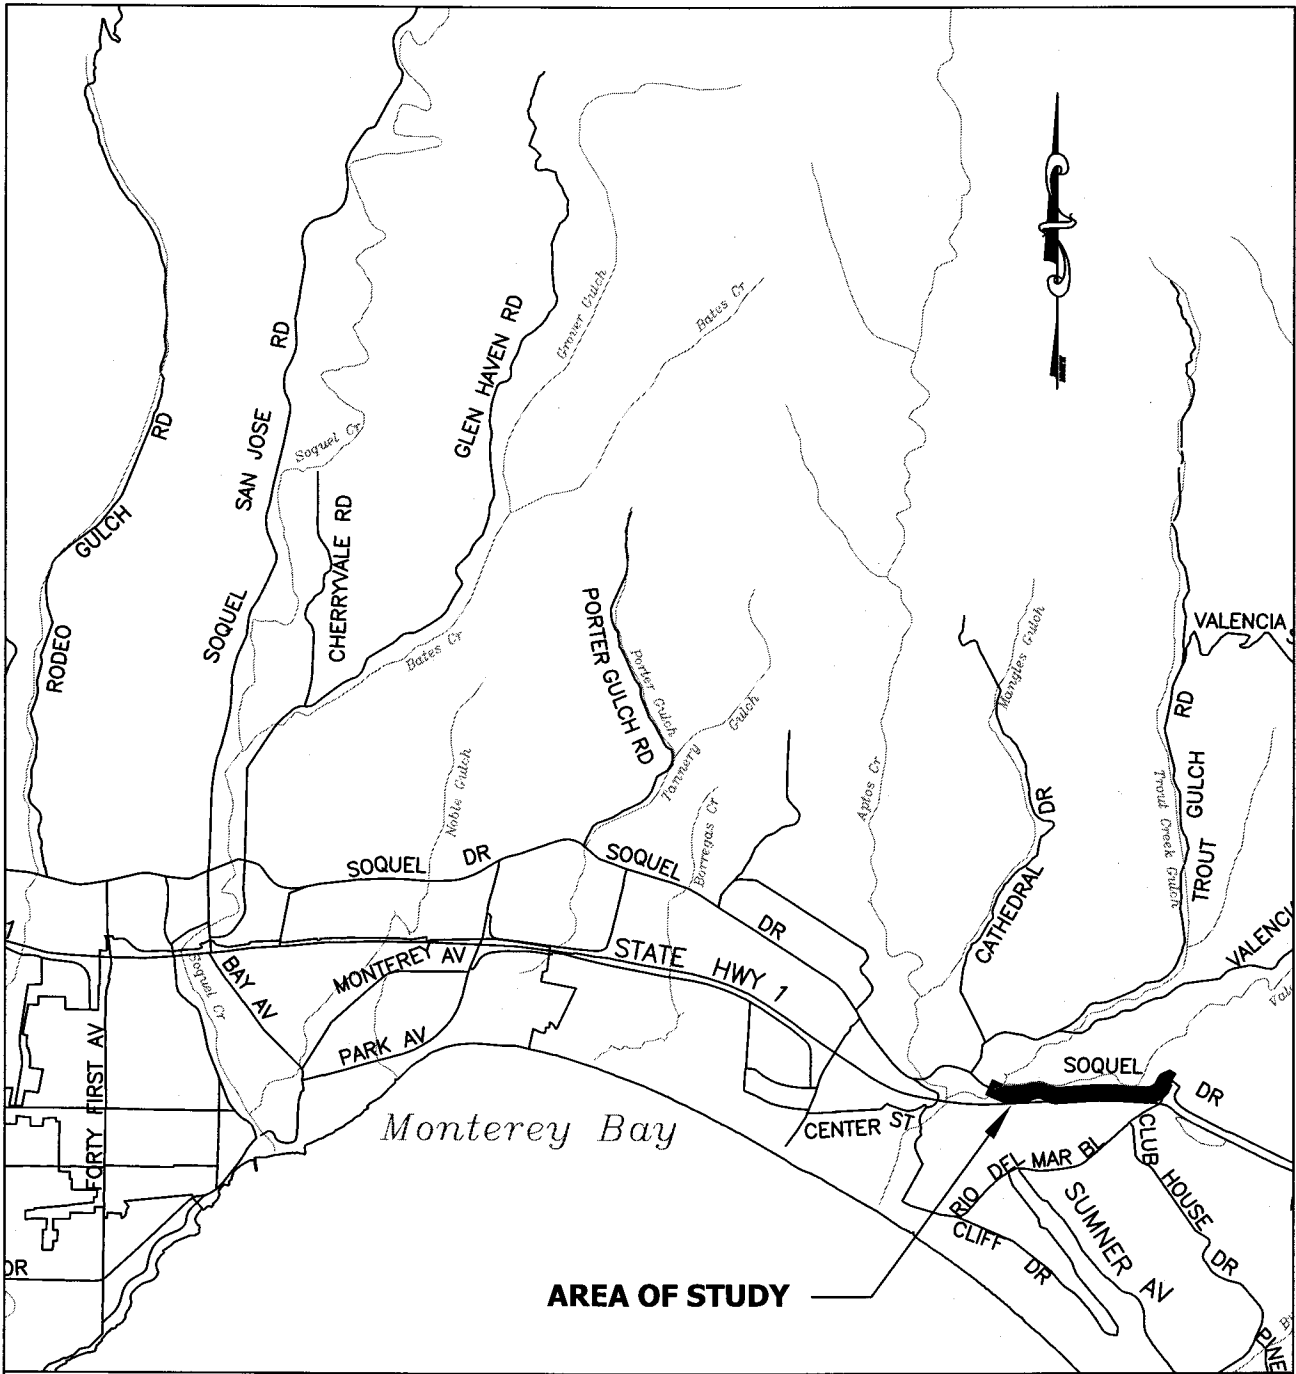 RODEO
GULCH
RD
SOQUEL
SAN JOSE
RD
Soquel Cr
CHERRYVALE RD
GLEN HAVEN RD
Grover Gulch
Bates Cr
Bates Cr
Noble Gulch
PORTER GULCH RD
Porter Gulch
Tannery
Gulch
Borregas Cr
Aptos Cr
Mangles Gulch
CATHEDRAL
DR
Trout Creek Gulch
TROUT GULCH
RD
VALENCIA
SOQUEL
DR
SOQUEL
DR
STATE HWY 1
1
BAY AV
Soquel Cr
MONTEREY AV
PARK AV
FORTY FIRST AV
Monterey Bay
CENTER ST
SOQUEL
DR
RIO DEL MAR BL
CLUB HOUSE DR
SUMNER AV
CLIFF
DR
DR
PINE
AREA OF STUDY